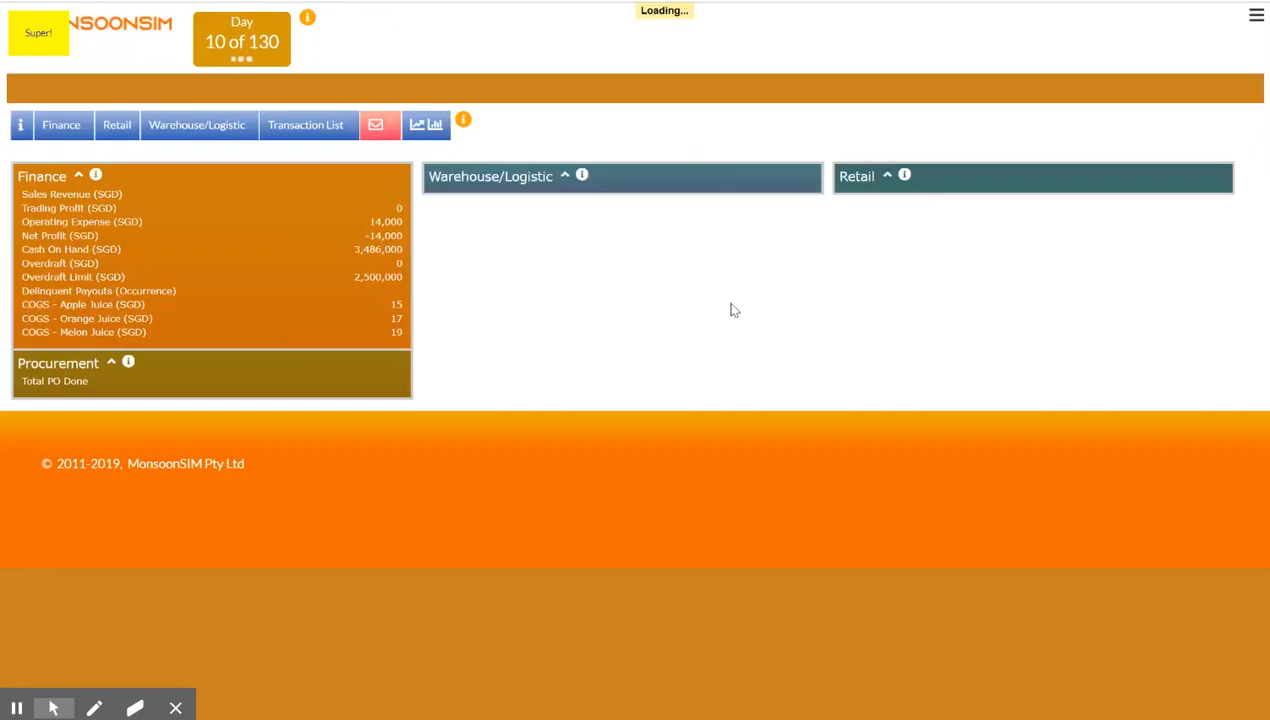 Loading...
Super!
NSOONSIM
Day
10 of 130
Finance
Retail
Warehouse/Logistic
Transaction List
Finance
Sales Revenue (SGD)
Trading Profit (SGD) 0
Operating Expense (SGD) 14,000
Net Profit (SGD) -14,000
Cash On Hand (SGD) 3,486,000
Overdraft (SGD) 0
Overdraft Limit (SGD) 2,500,000
Delinquent Payouts (Occurrence)
COGS - Apple Juice (SGD) 15
COGS - Orange Juice (SGD) 17
COGS - Melon Juice (SGD) 19
Procurement
Total PO Done
Warehouse/Logistic
Retail
© 2011-2019, MonsoonSIM Pty Ltd